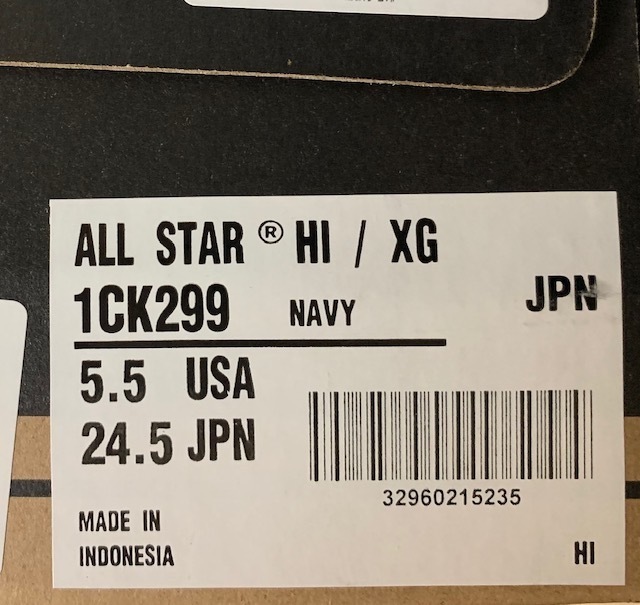 ALL STAR ® HI / XG
1CK299 NAVY
JPN
5.5 USA
24.5 JPN
32960215235
MADE IN
INDONESIA
HI